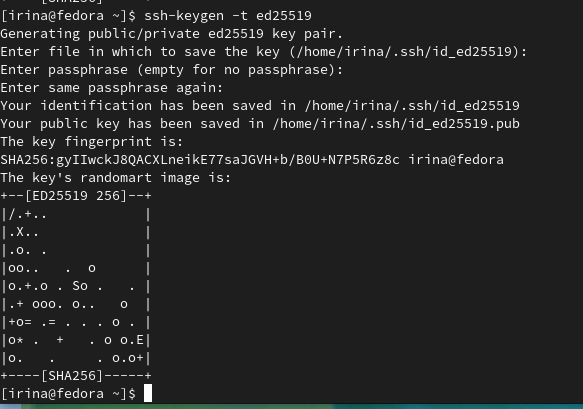 +----[SHA256]-----+
[irina@fedora ~]$ ssh-keygen -t ed25519
Generating public/private ed25519 key pair.
Enter file in which to save the key (/home/irina/.ssh/id_ed25519):
Enter passphrase (empty for no passphrase):
Enter same passphrase again:
Your identification has been saved in /home/irina/.ssh/id_ed25519
Your public key has been saved in /home/irina/.ssh/id_ed25519.pub
The key fingerprint is:
SHA256:gyIIwckJ8QACXLneikE77saJGVH+b/B0U+N7P5R6z8c irina@fedora
The key's randomart image is:
+--[ED25519 256]--+
|/.+..            |
|.X..             |
|.o. .            |
|oo..   .  o      |
|o.+.o . So .   . |
|.+ ooo. o..   o  |
|+o= .= . . . o . |
|o* .  +   . o o.E|
|o.   .     . o.o+|
+----[SHA256]-----+
[irina@fedora ~]$